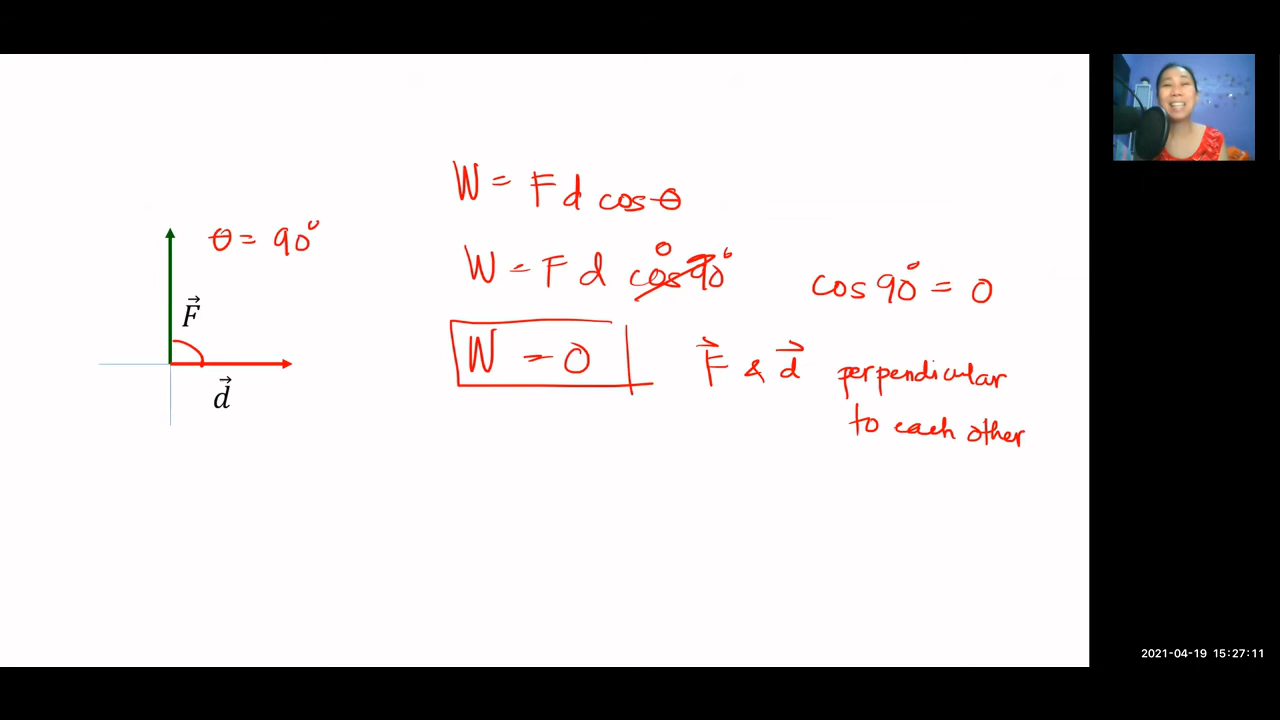 W = F d cos θ
θ = 90°
W = F d cos 90° 0
cos 90° = 0
F⃗
W = 0
F⃗ & d⃗ perpendicular
to each other
d⃗
2021-04-19 15:27:11